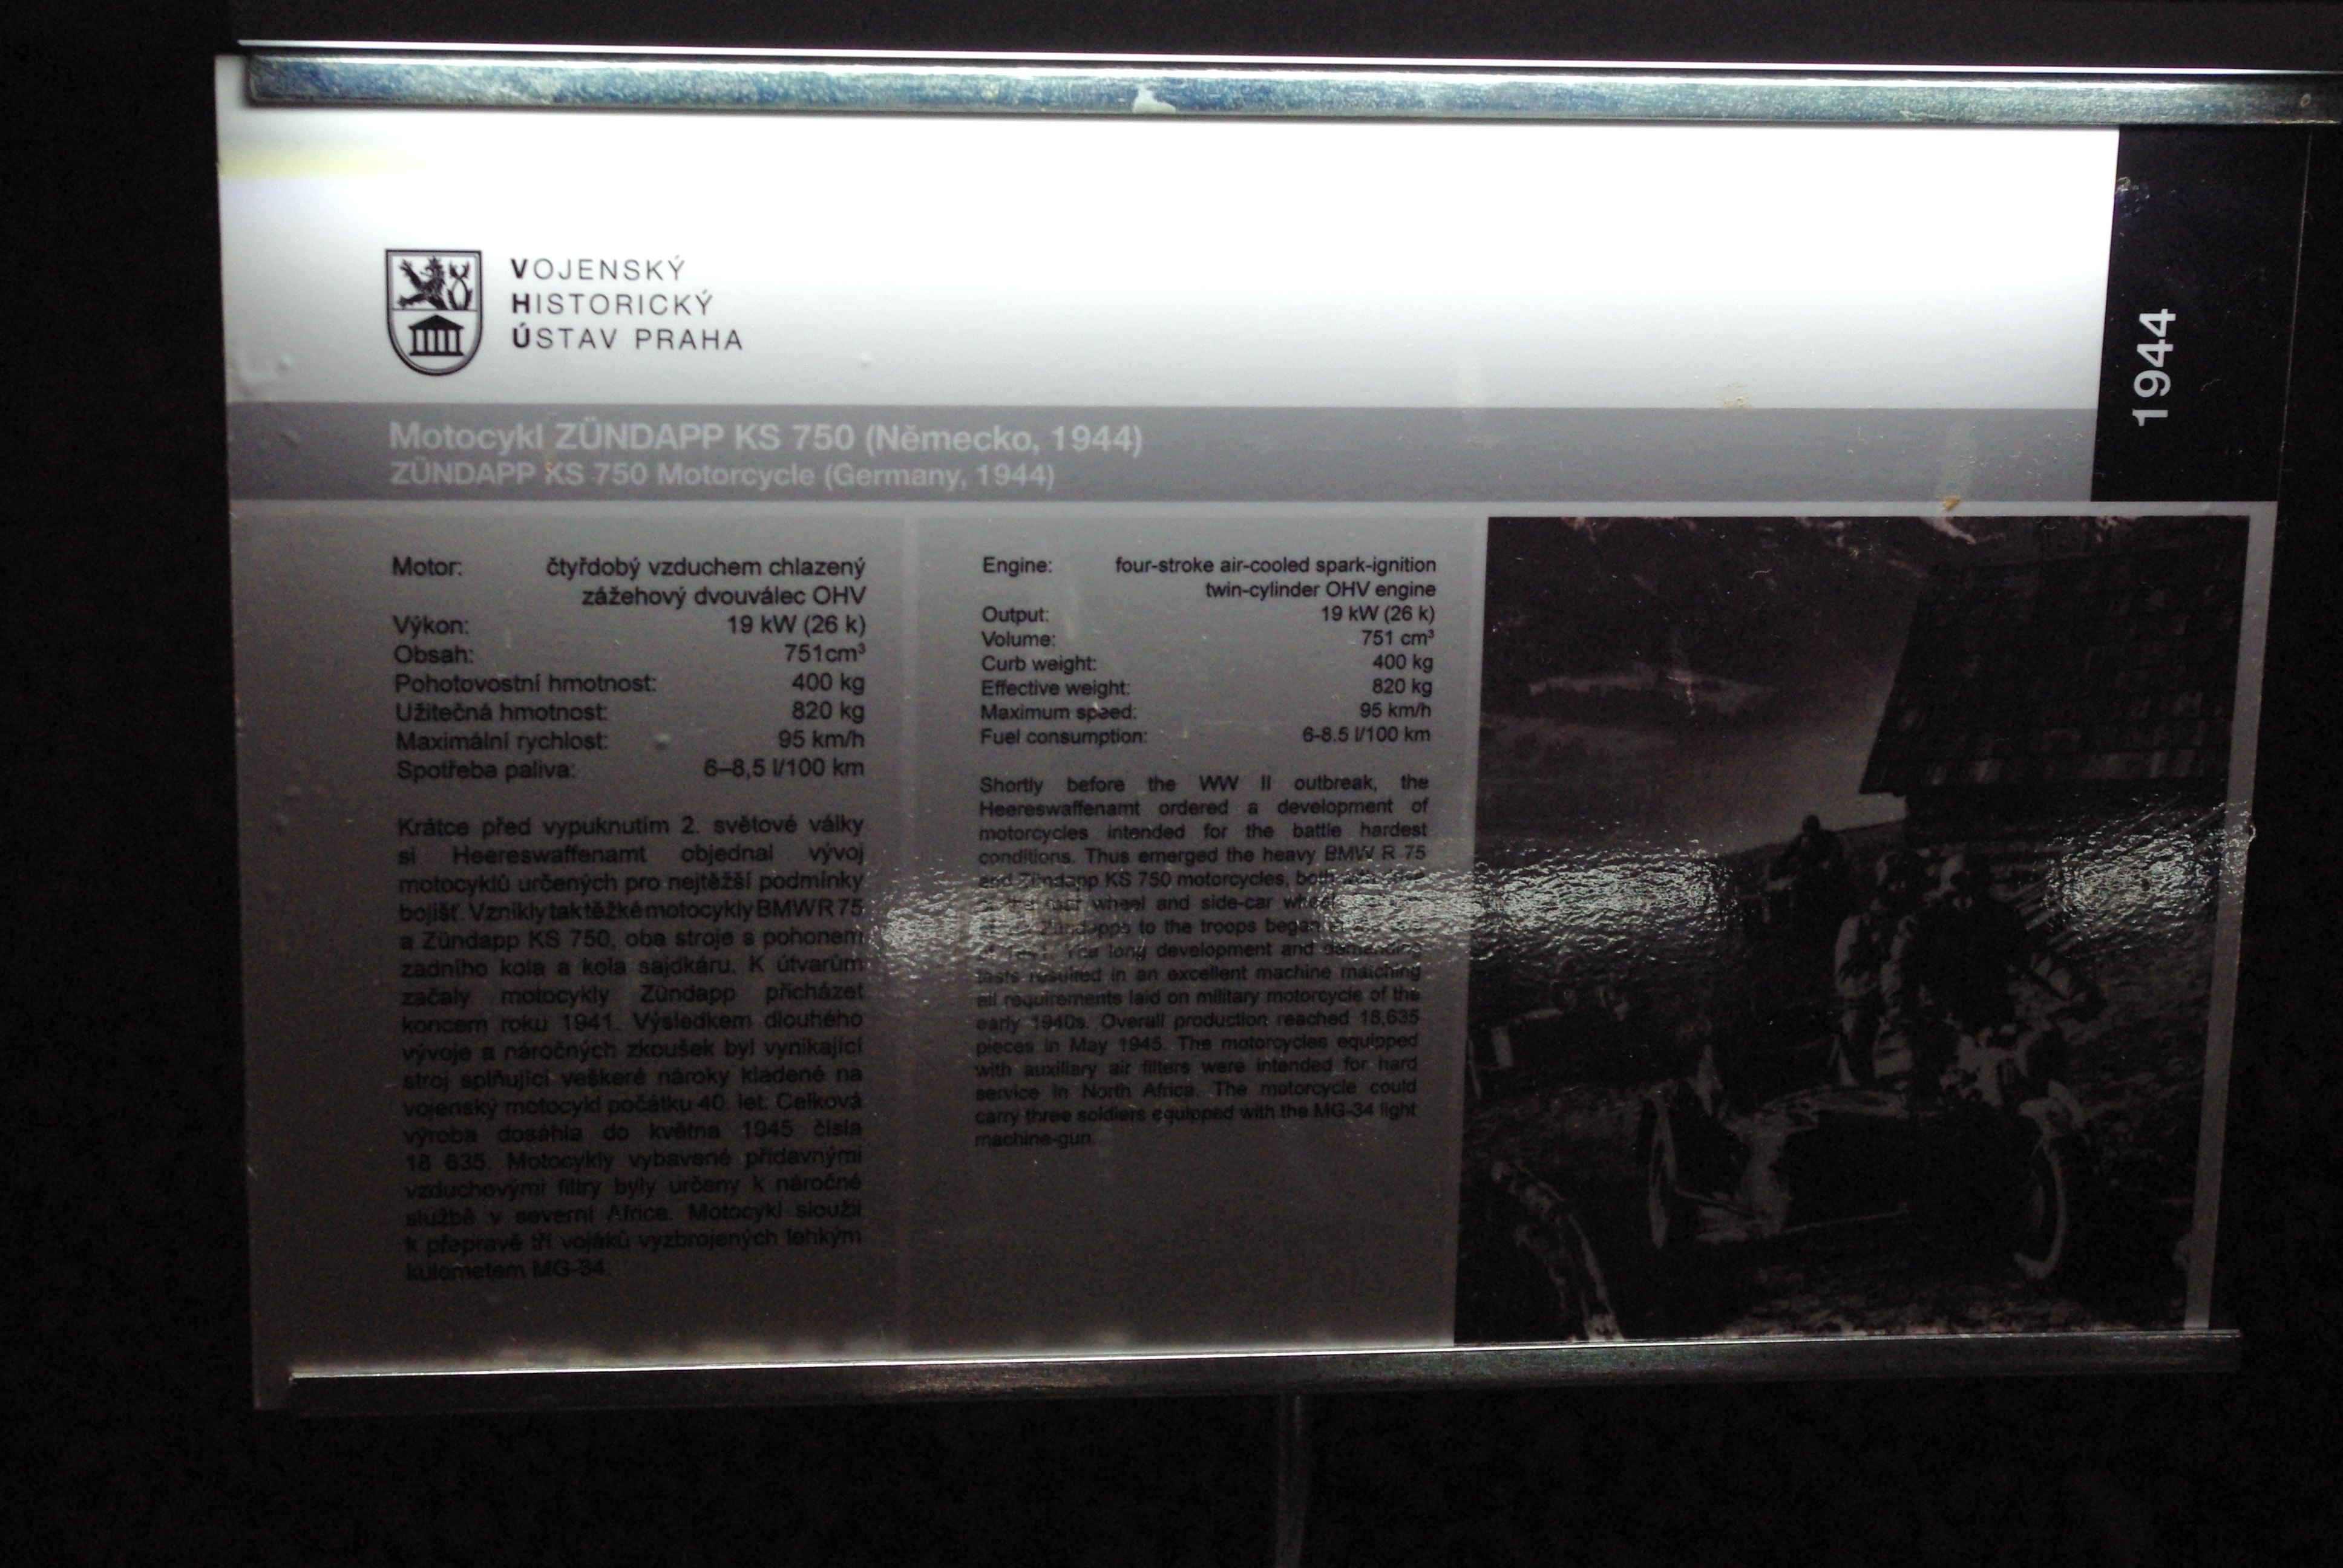 VOJENSKÝ
HISTORICKÝ
ÚSTAV PRAHA
1944
Motocykl ZÜNDAPP KS 750 (Německo, 1944)
ZÜNDAPP KS 750 Motorcycle (Germany, 1944)
Motor: čtyřdobý vzduchem chlazený
zážehový dvouválec OHV
Výkon: 19 kW (26 k)
Obsah: 751cm³
Pohotovostní hmotnost: 400 kg
Užitečná hmotnost: 820 kg
Maximální rychlost: 95 km/h
Spotřeba paliva: 6–8,5 l/100 km
Krátce před vypuknutím 2. světové války
si Heereswaffenamt objednal vývoj
motocyklů určených pro nejtěžší podmínky
bojišť. Vznikly tak těžké motocykly BMW R 75
a Zündapp KS 750, oba stroje s pohonem
zadního kola a kola sajdkáru. K útvarům
začaly motocykly Zündapp přicházet
koncem roku 1941. Výsledkem dlouhého
vývoje a náročných zkoušek byl vynikající
stroj splňující veškeré nároky kladené na
vojenský motocykl počátku 40. let. Celková
výroba dosáhla do května 1945 čísla
18 635. Motocykly vybavené přídavnými
vzduchovými filtry byly určeny k náročné
službě v severní Africe. Motocykl sloužil
k přepravě tří vojáků vyzbrojených lehkým
kulometem MG-34.
Engine: four-stroke air-cooled spark-ignition
twin-cylinder OHV engine
Output: 19 kW (26 k)
Volume: 751 cm³
Curb weight: 400 kg
Effective weight: 820 kg
Maximum speed: 95 km/h
Fuel consumption: 6-8.5 l/100 km
Shortly before the WW II outbreak, the
Heereswaffenamt ordered a development of
motorcycles intended for the battle hardest
conditions. Thus emerged the heavy BMW R 75
and Zündapp KS 750 motorcycles, both
wheel and side-car
Zündapps to the troops began
long development and demanding
tests resulted in an excellent machine matching
all requirements laid on military motorcycle of the
early 1940s. Overall production reached 18,635
pieces in May 1945. The motorcycles equipped
with auxiliary air filters were intended for hard
service in North Africa. The motorcycle could
carry three soldiers equipped with the MG-34 light
machine-gun.